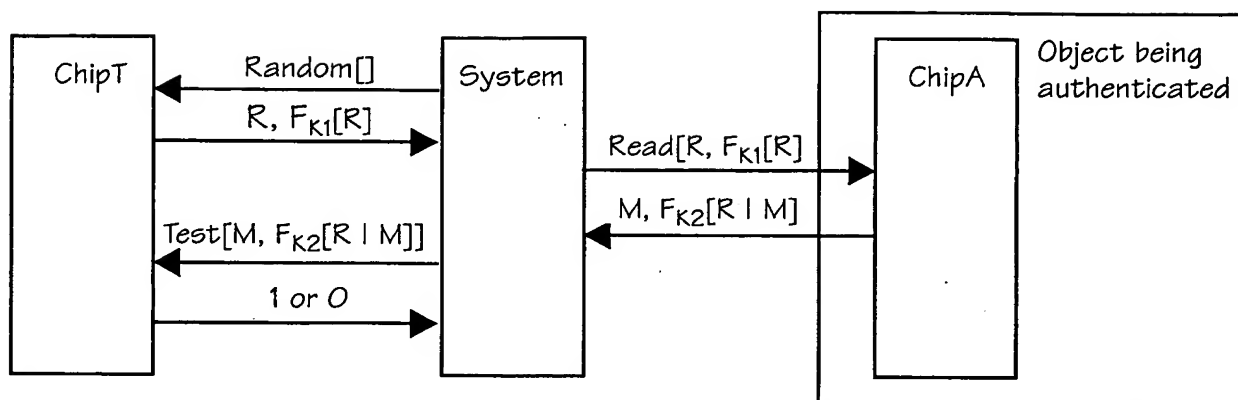 ChipT
System
ChipA
Object being
authenticated
Random[]
R, F_K1[R]
Read[R, F_K1[R]
M, F_K2[R | M]
Test[M, F_K2[R | M]]
1 or 0